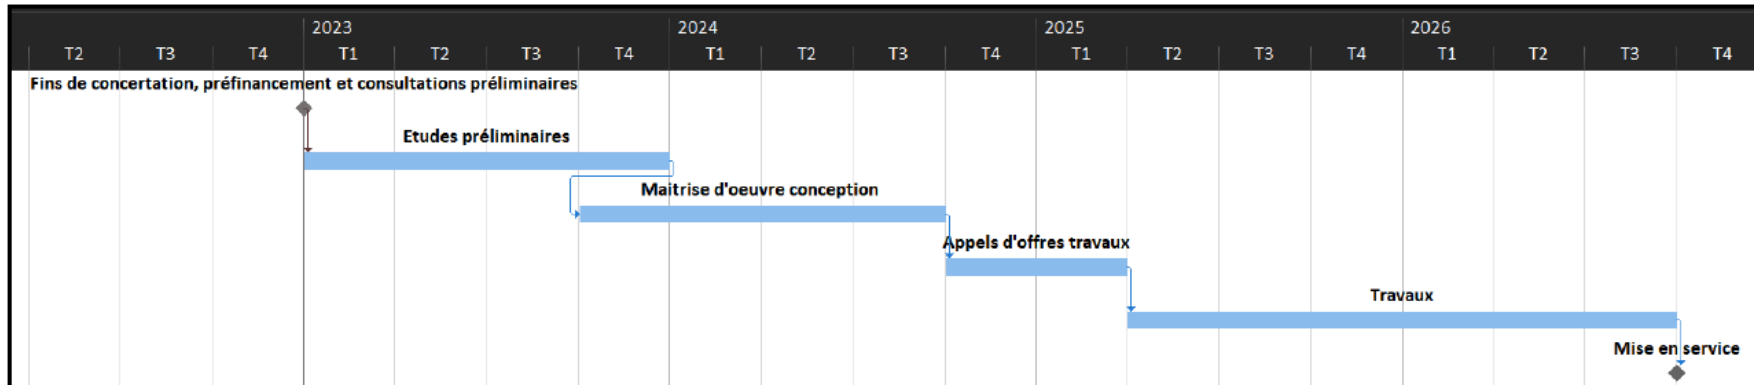 2023 2024 2025 2026
T2 T3 T4 T1 T2 T3 T4 T1 T2 T3 T4 T1 T2 T3 T4 T1 T2 T3 T4
Fins de concertation, préfinancement et consultations préliminaires
Etudes préliminaires
Maitrise d'oeuvre conception
Appels d'offres travaux
Travaux
Mise en service